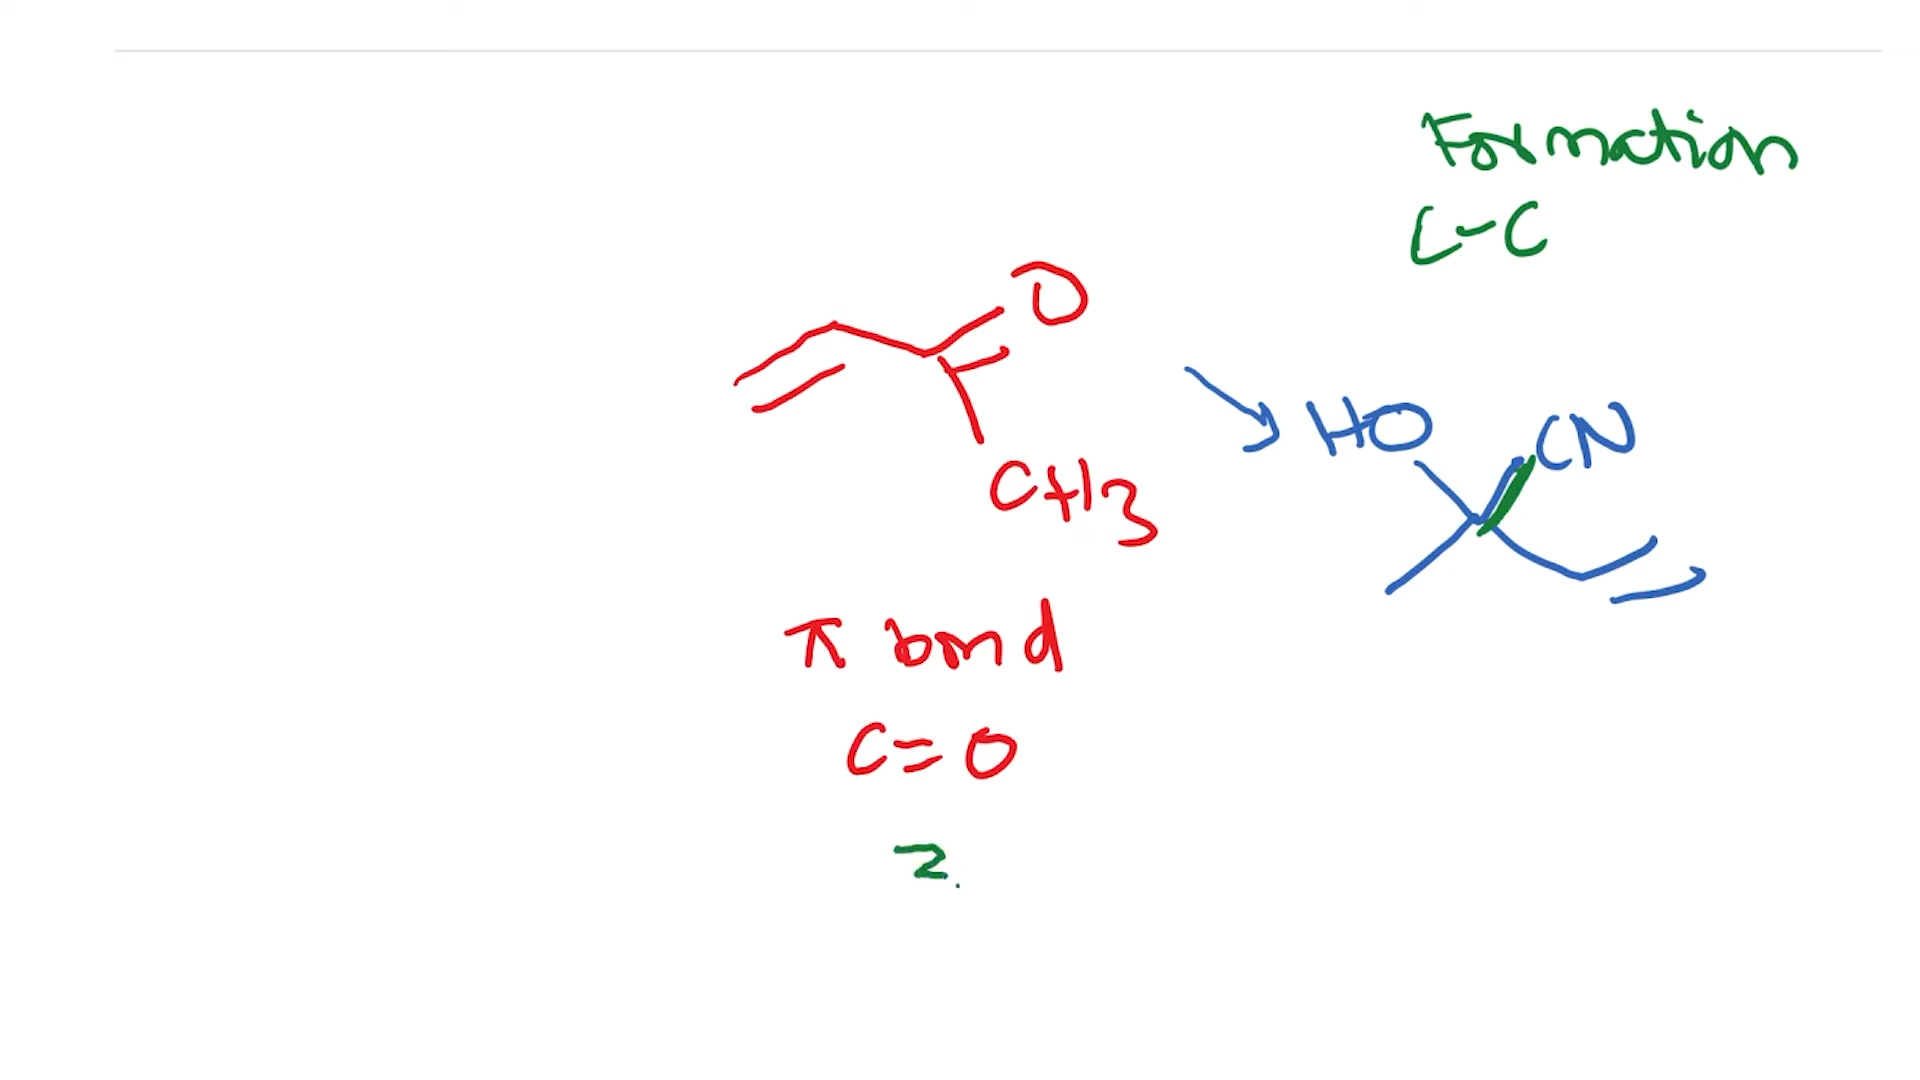 Formation
C-C
O
CH3
HO
CN
π bond
C=O
2.